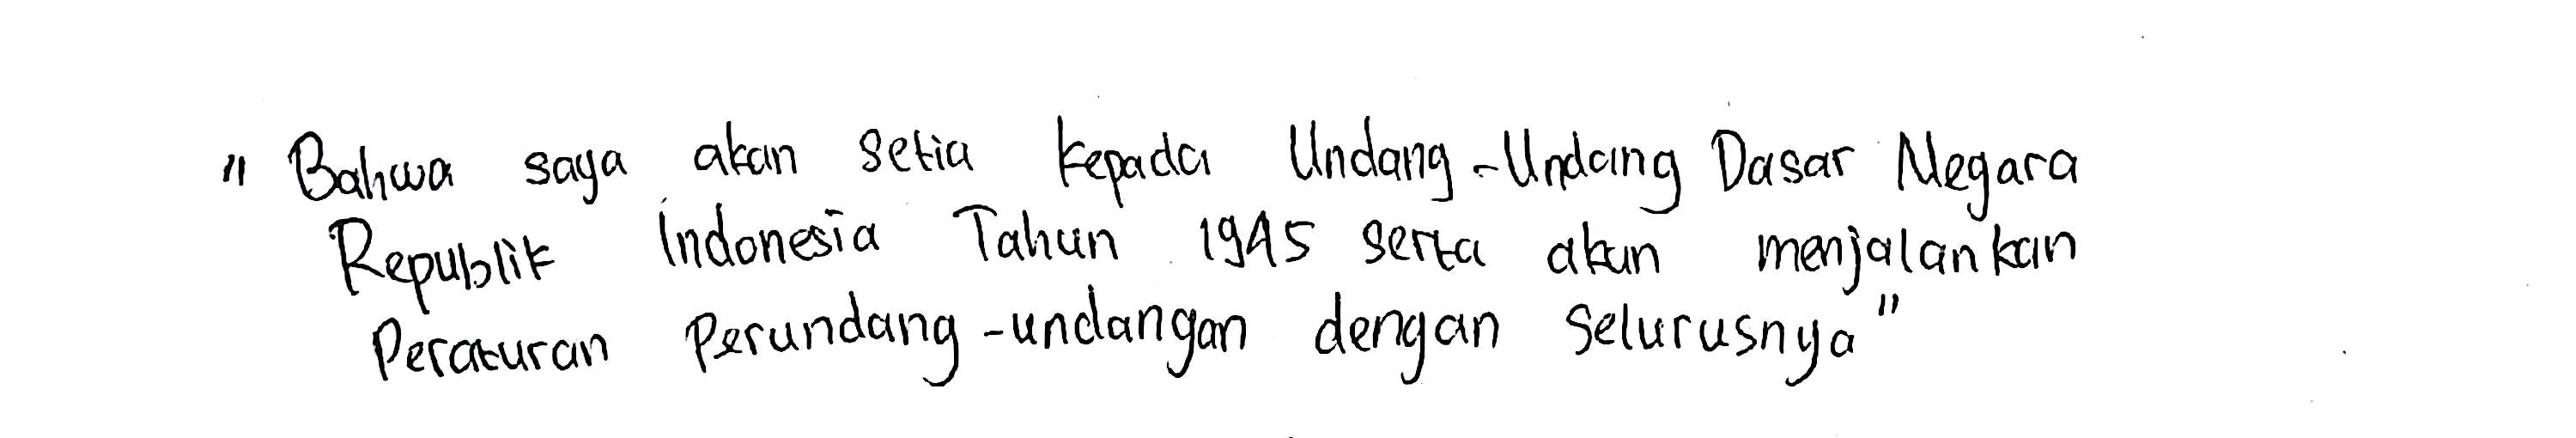 " Bahwa saya akan setia kepada Undang-Undang Dasar Negara
Republik Indonesia Tahun 1945 serta akan menjalankan
Peraturan Perundang-undangan dengan Selurusnya"